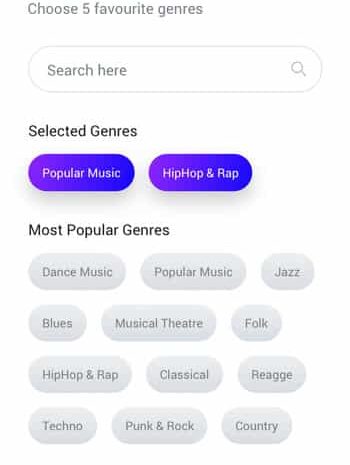 Choose 5 favourite genres
Search here
Selected Genres
Popular Music HipHop & Rap
Most Popular Genres
Dance Music Popular Music Jazz
Blues Musical Theatre Folk
HipHop & Rap Classical Reagge
Techno Punk & Rock Country